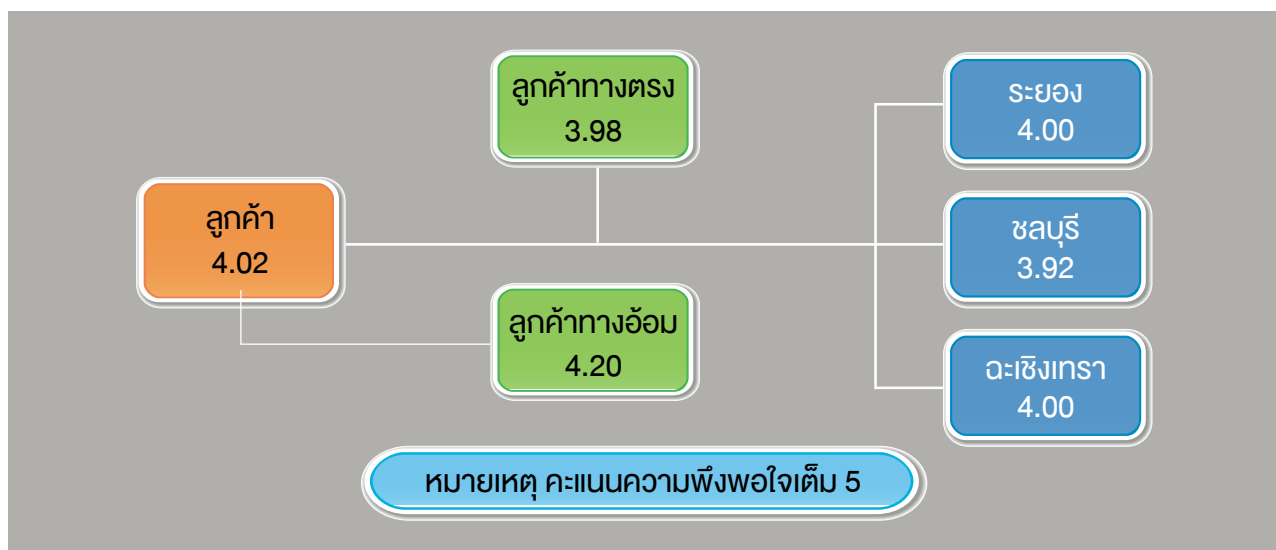 ลูกค้าทางตรง
3.98
ระยอง
4.00
ลูกค้า
4.02
ชลบุรี
3.92
ลูกค้าทางอ้อม
4.20
ฉะเชิงเทรา
4.00
หมายเหตุ คะแนนความพึงพอใจเต็ม 5